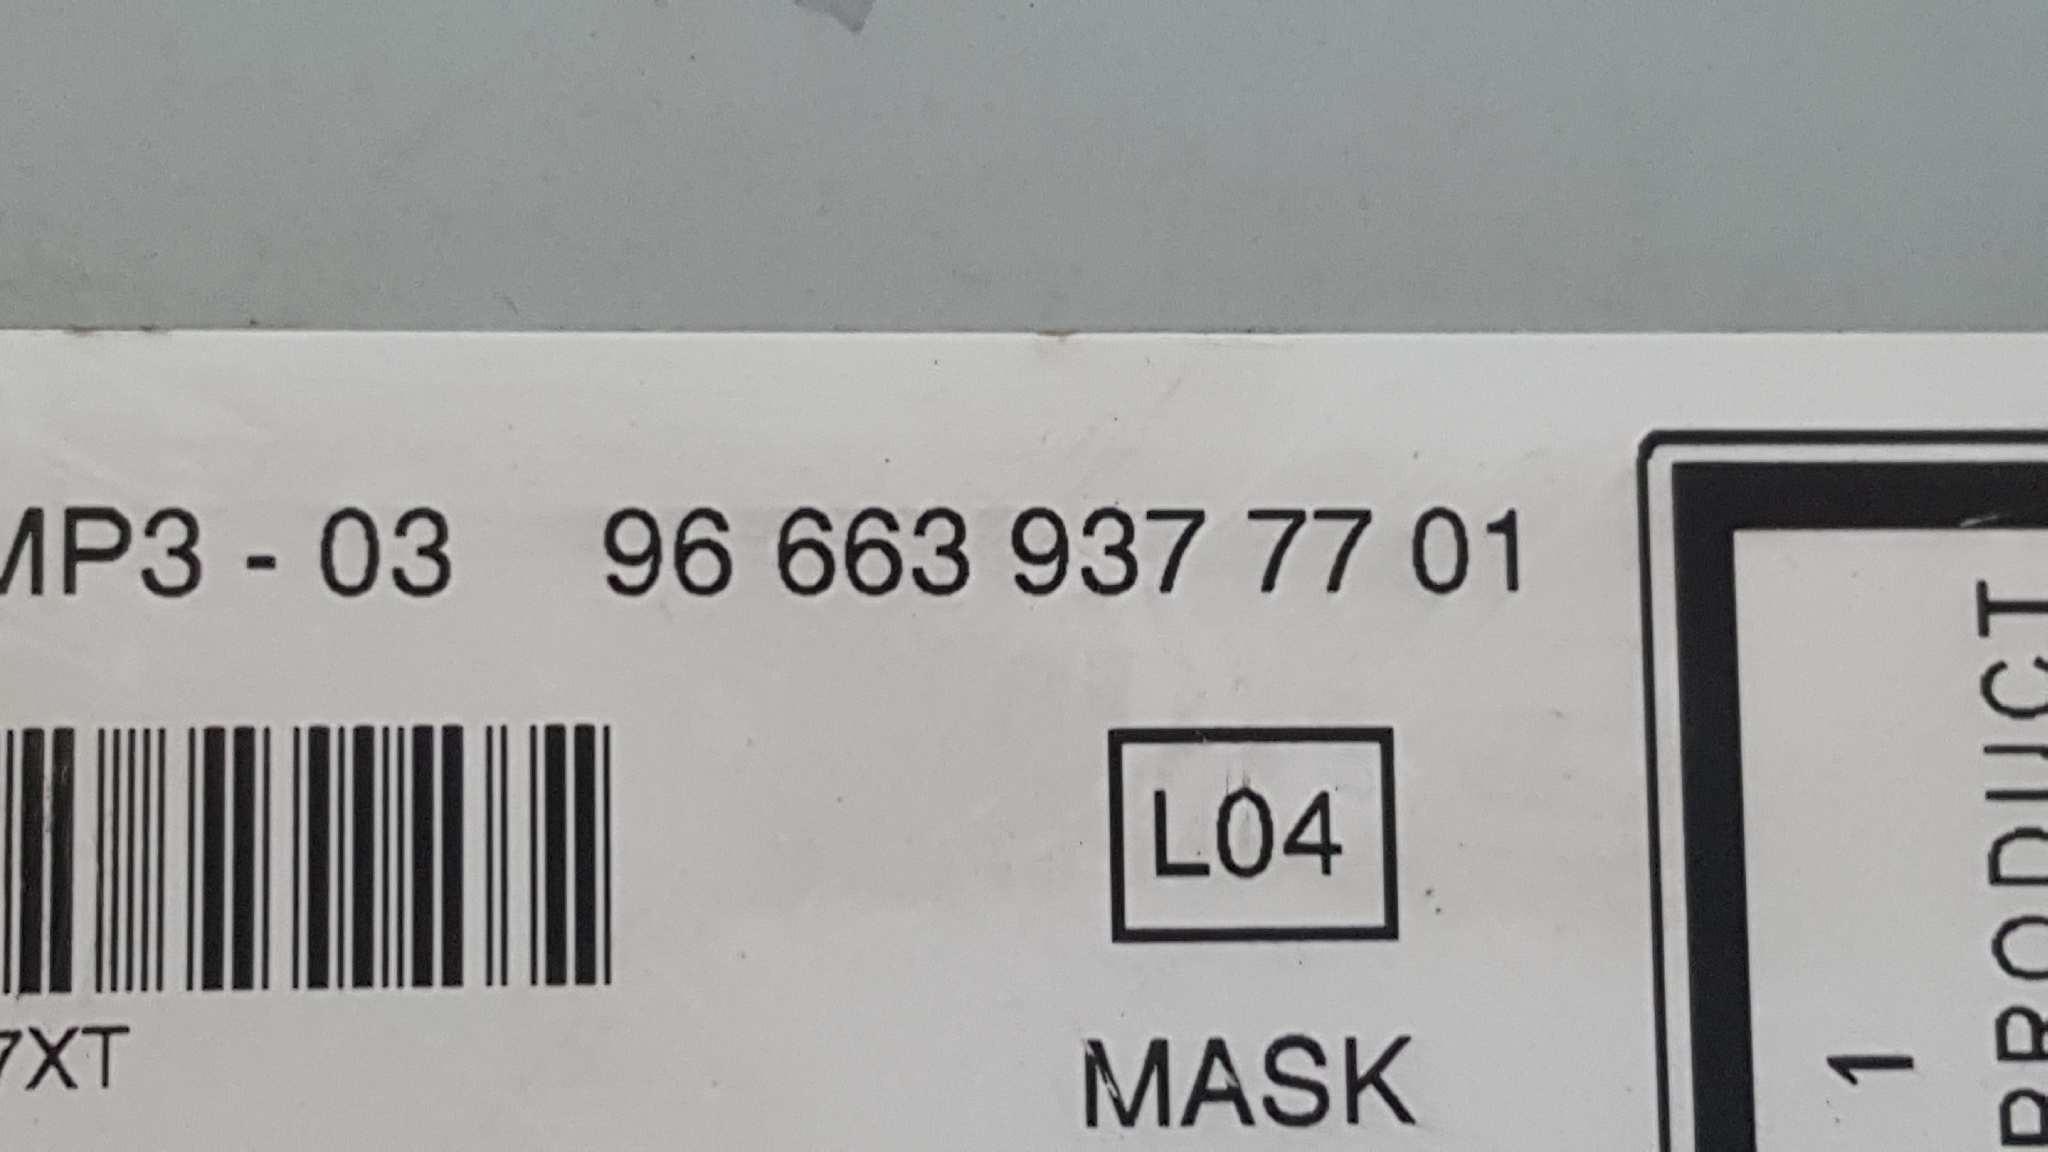 MP3 - 03 96 663 937 77 01
L04
7XT
MASK
PRODUCT
1